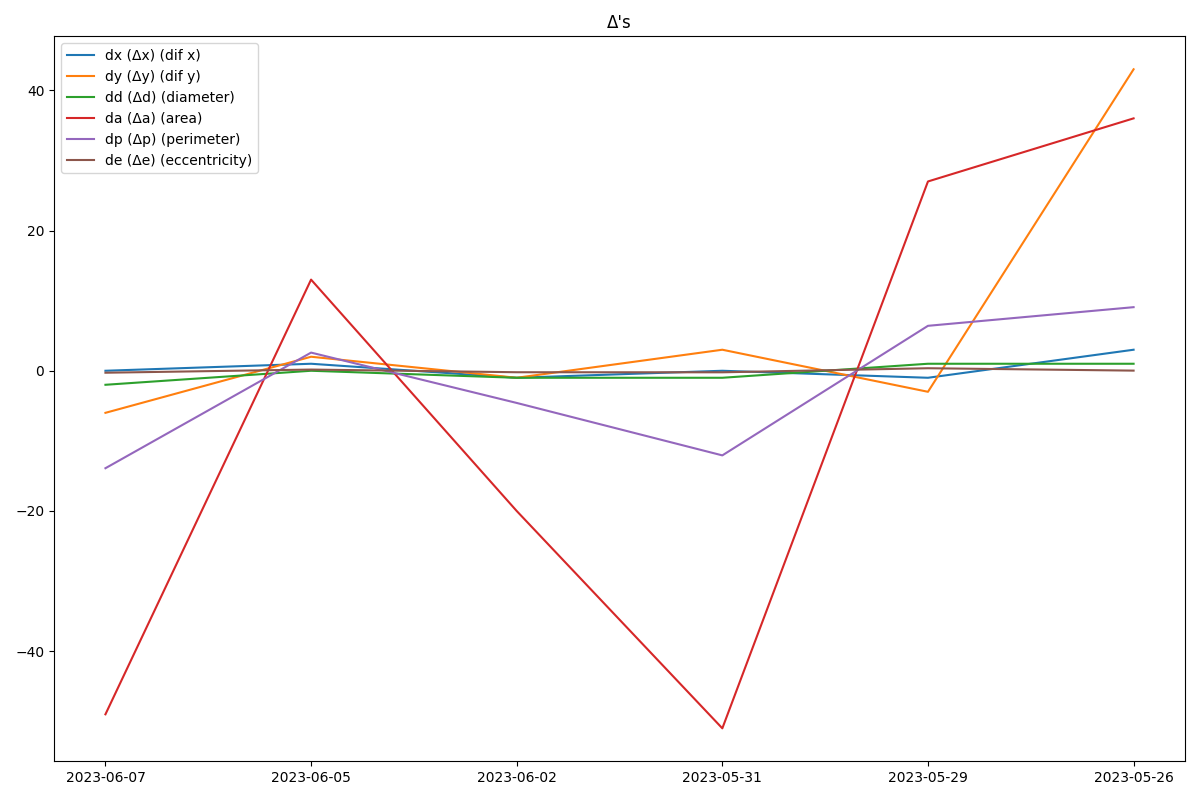 Δ's
dx (Δx) (dif x)
dy (Δy) (dif y)
dd (Δd) (diameter)
da (Δa) (area)
dp (Δp) (perimeter)
de (Δe) (eccentricity)
40
20
0
−20
−40
2023-06-07 2023-06-05 2023-06-02 2023-05-31 2023-05-29 2023-05-26